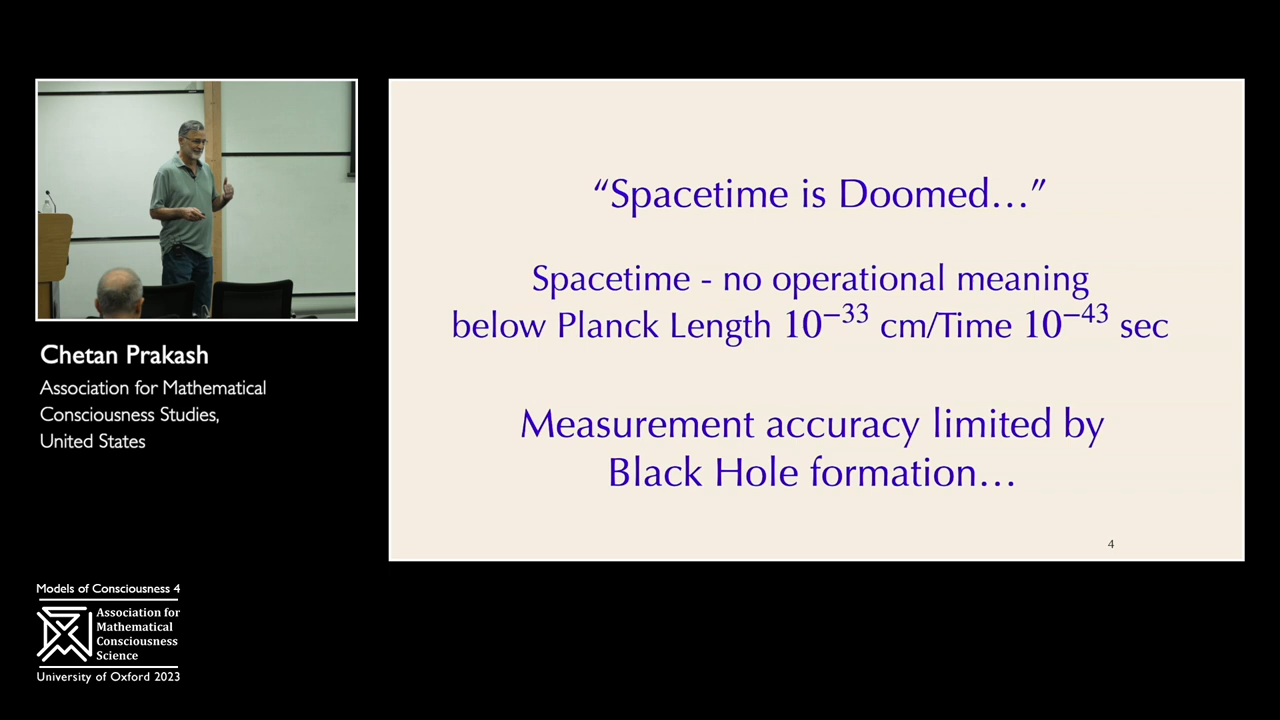 “Spacetime is Doomed…”
Spacetime - no operational meaning
below Planck Length 10⁻³³ cm/Time 10⁻⁴³ sec
Measurement accuracy limited by
Black Hole formation…
4
Chetan Prakash
Association for Mathematical
Consciousness Studies,
United States
Models of Consciousness 4
Association for
Mathematical
Consciousness
Science
University of Oxford 2023